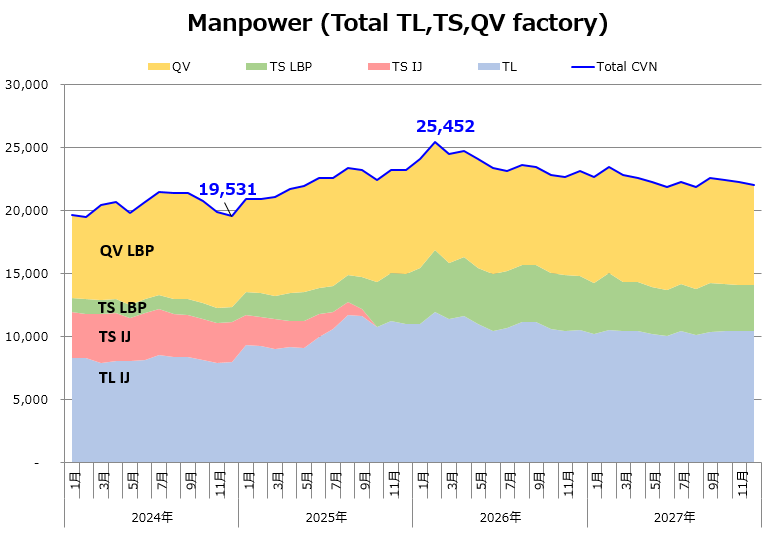 Manpower (Total TL,TS,QV factory)
QV TS LBP TS IJ TL Total CVN
30,000
25,000
20,000
15,000
10,000
5,000
-
25,452
19,531
QV LBP
TS LBP
TS IJ
TL IJ
1月 3月 5月 7月 9月 11月 1月 3月 5月 7月 9月 11月 1月 3月 5月 7月 9月 11月 1月 3月 5月 7月 9月 11月
2024年 2025年 2026年 2027年